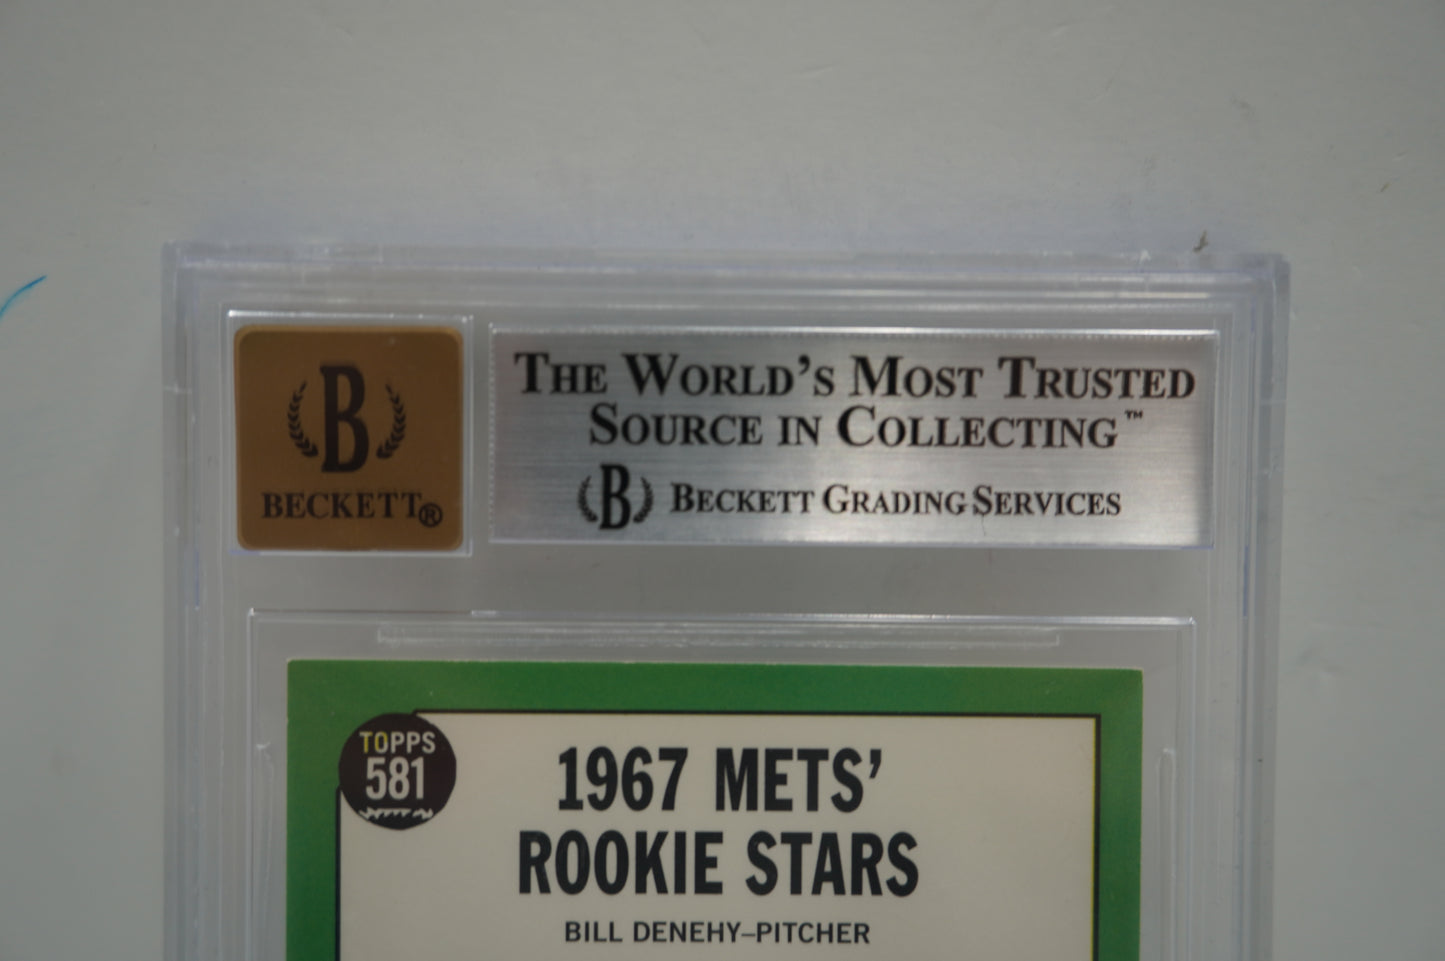 B
BECKETT®
THE WORLD'S MOST TRUSTED
SOURCE IN COLLECTING™
B BECKETT GRADING SERVICES
TOPPS
581
1967 METS'
ROOKIE STARS
BILL DENEHY–PITCHER